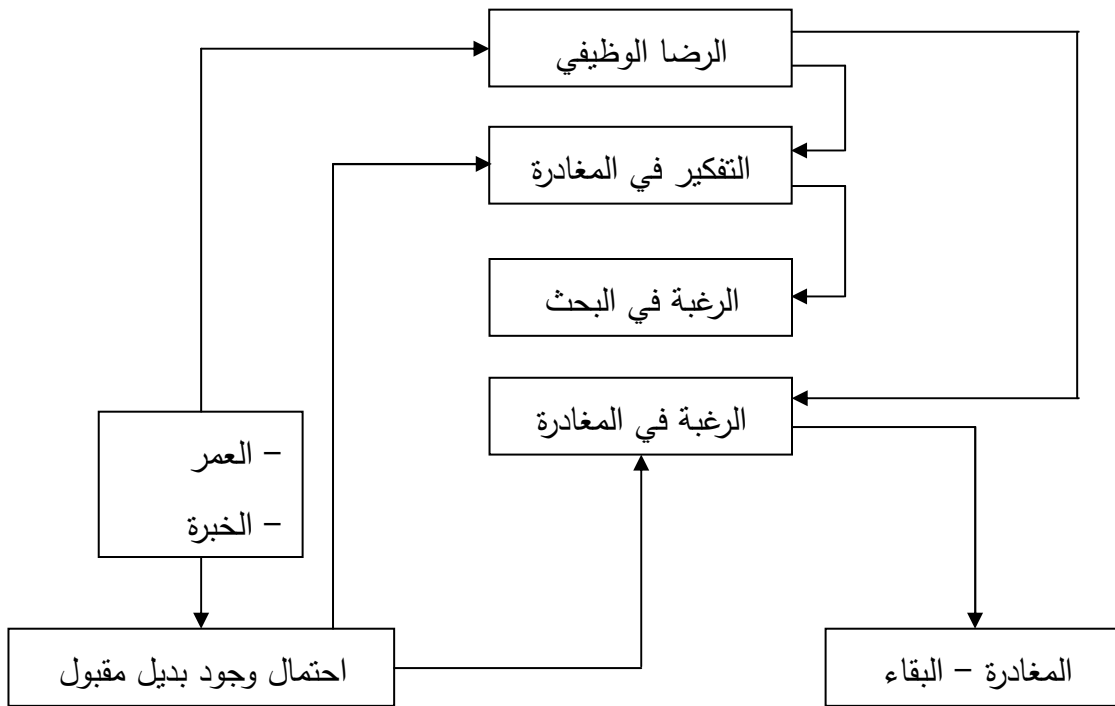 الرضا الوظيفي
التفكير في المغادرة
الرغبة في البحث
الرغبة في المغادرة
– العمر
– الخبرة
احتمال وجود بديل مقبول
المغادرة – البقاء